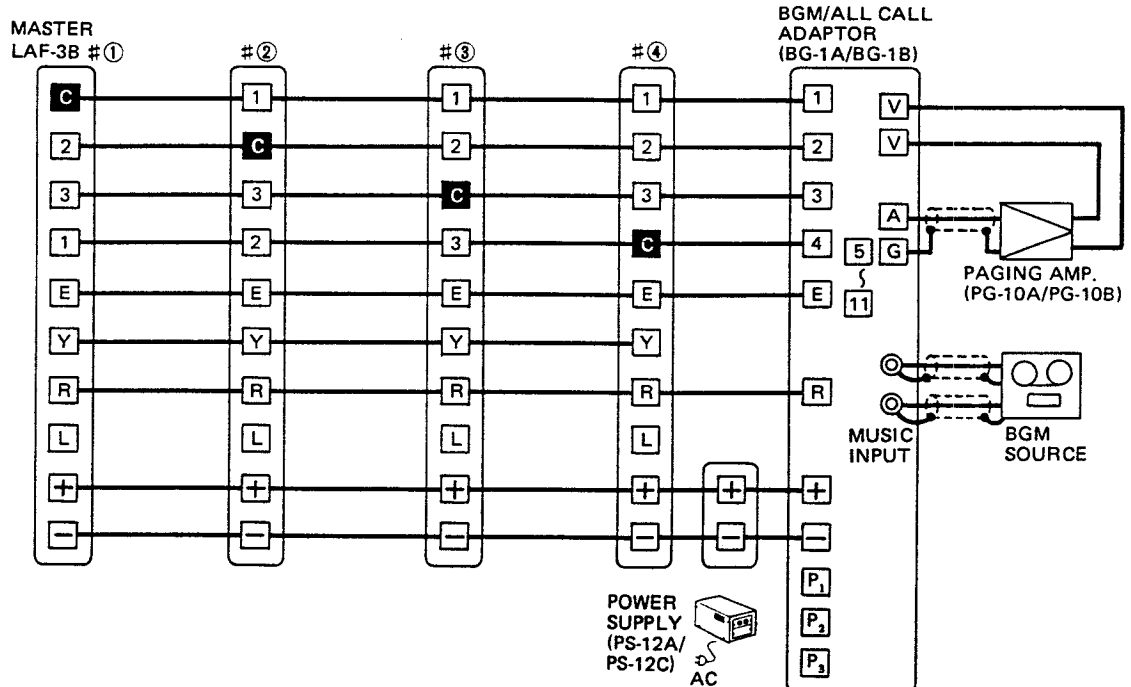 MASTER
LAF-3B #①
#②
#③
#④
BGM/ALL CALL
ADAPTOR
(BG-1A/BG-1B)
C 1 1 1 1 V
2 C 2 2 2 V
3 3 C 3 3 A
1 2 3 C 4 5 G
E E E E E 11
Y Y Y Y
R R R R R
L L L L
+ + + + + +
− − − − − −
P₁
P₂
P₃
PAGING AMP.
(PG-10A/PG-10B)
MUSIC
INPUT
BGM
SOURCE
POWER
SUPPLY
(PS-12A/
PS-12C)
AC